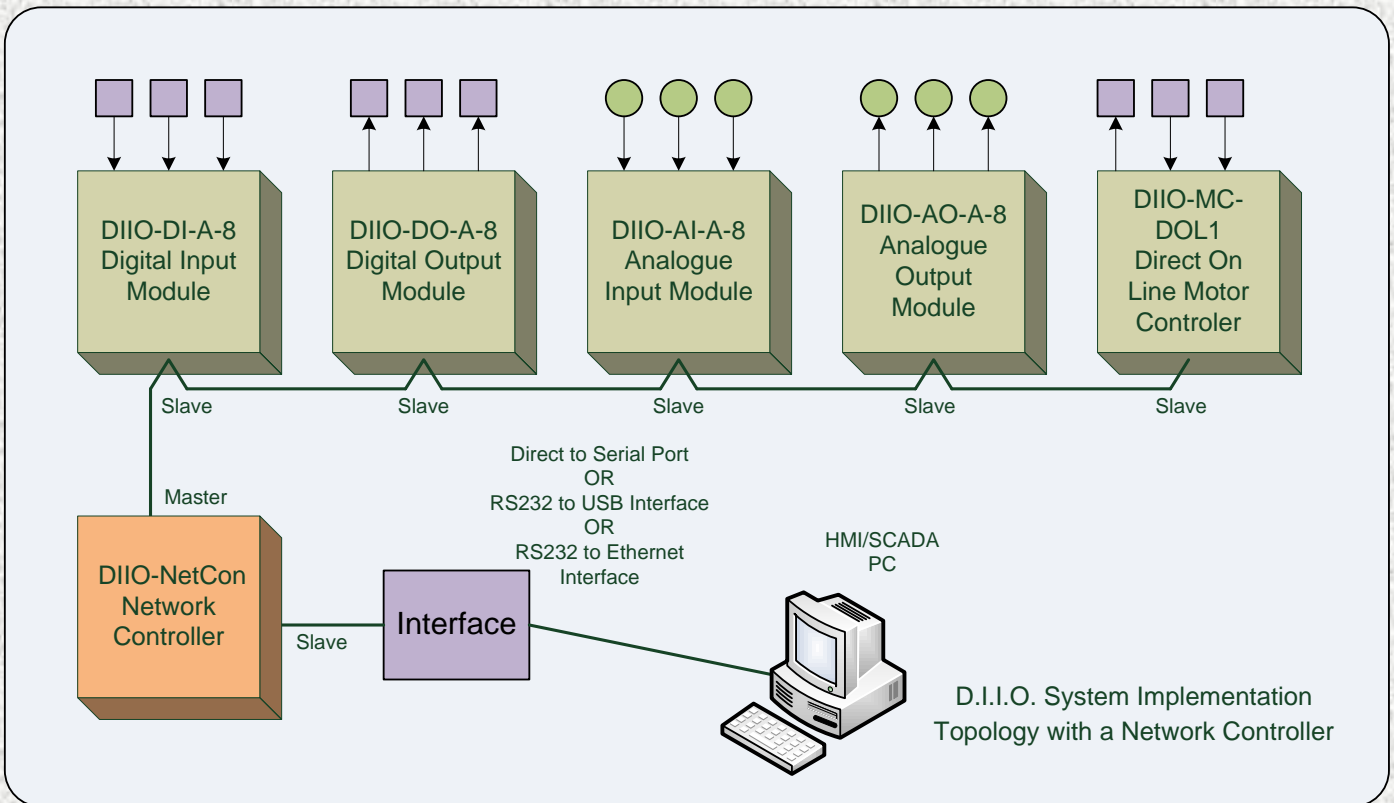 DIIO-DI-A-8
Digital Input
Module
DIIO-DO-A-8
Digital Output
Module
DIIO-AI-A-8
Analogue
Input Module
DIIO-AO-A-8
Analogue
Output
Module
DIIO-MC-
DOL1
Direct On
Line Motor
Controler
Slave
Slave
Slave
Slave
Slave
Master
Direct to Serial Port
OR
RS232 to USB Interface
OR
RS232 to Ethernet
Interface
HMI/SCADA
PC
DIIO-NetCon
Network
Controller
Slave
Interface
D.I.I.O. System Implementation
Topology with a Network Controller